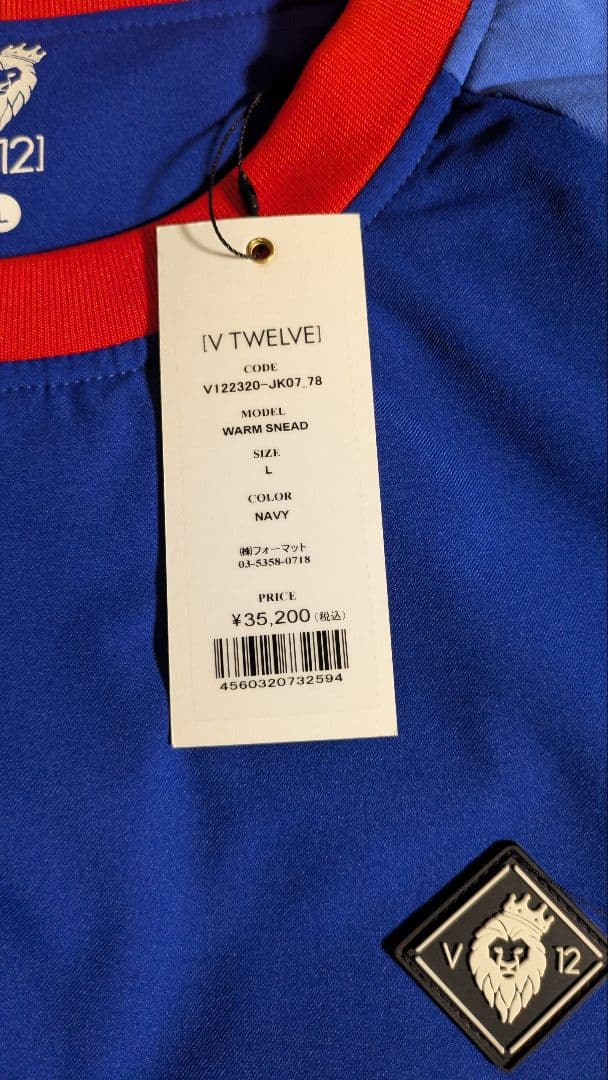 12]
L
[V TWELVE]
CODE
V122320-JK07_78
MODEL
WARM SNEAD
SIZE
L
COLOR
NAVY
㈱フォーマット
03-5358-0718
PRICE
¥35,200(税込)
4560320732594
V 12